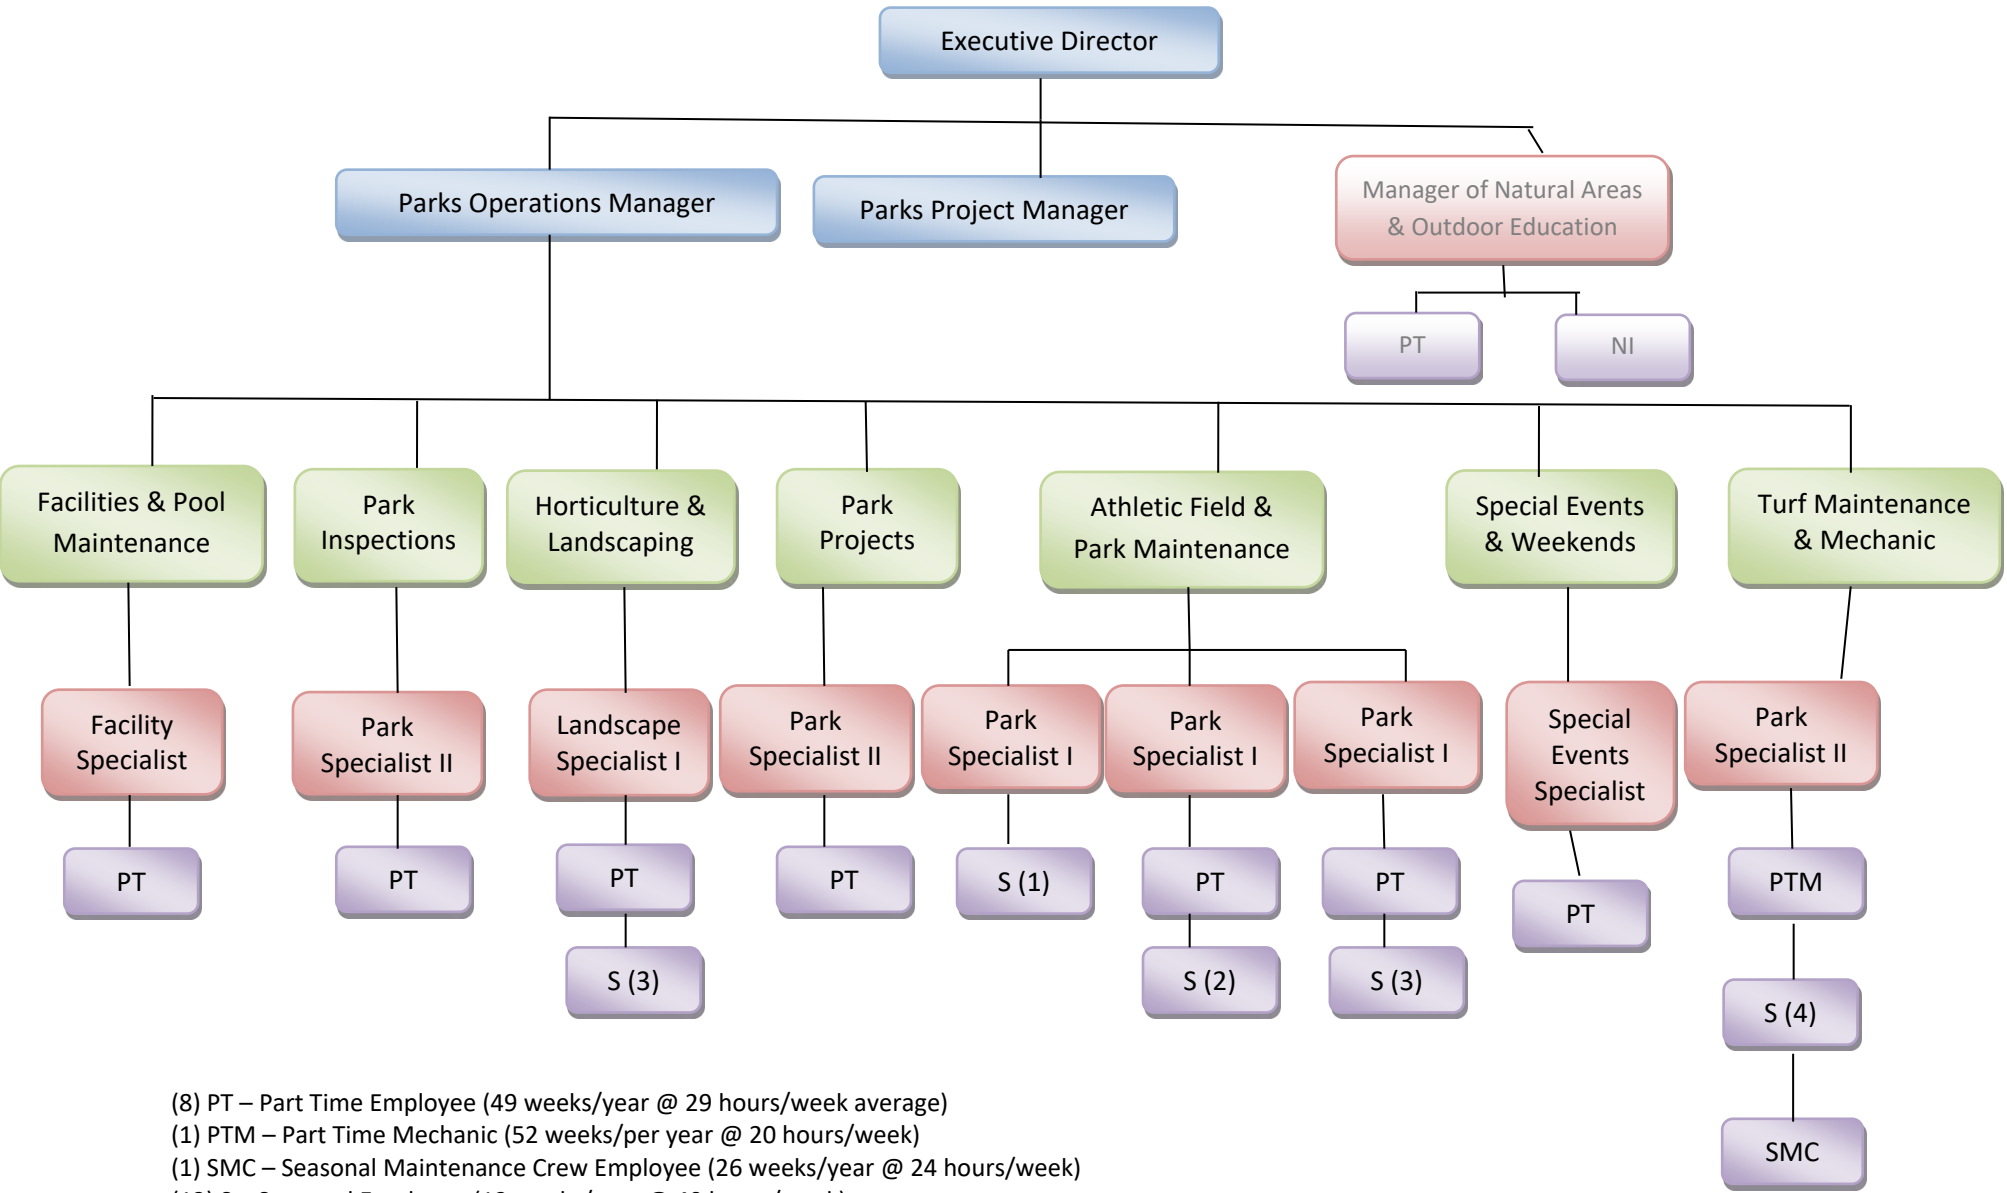 Executive Director
Parks Operations Manager
Parks Project Manager
Manager of Natural Areas
& Outdoor Education
PT
NI
Facilities & Pool
Maintenance
Park
Inspections
Horticulture &
Landscaping
Park
Projects
Athletic Field &
Park Maintenance
Special Events
& Weekends
Turf Maintenance
& Mechanic
Facility
Specialist
Park
Specialist II
Landscape
Specialist I
Park
Specialist II
Park
Specialist I
Park
Specialist I
Park
Specialist I
Special
Events
Specialist
Park
Specialist II
PT
PT
PT
PT
S (1)
PT
PT
PT
PTM
S (3)
S (2)
S (3)
S (4)
SMC
(8) PT – Part Time Employee (49 weeks/year @ 29 hours/week average)
(1) PTM – Part Time Mechanic (52 weeks/per year @ 20 hours/week)
(1) SMC – Seasonal Maintenance Crew Employee (26 weeks/year @ 24 hours/week)